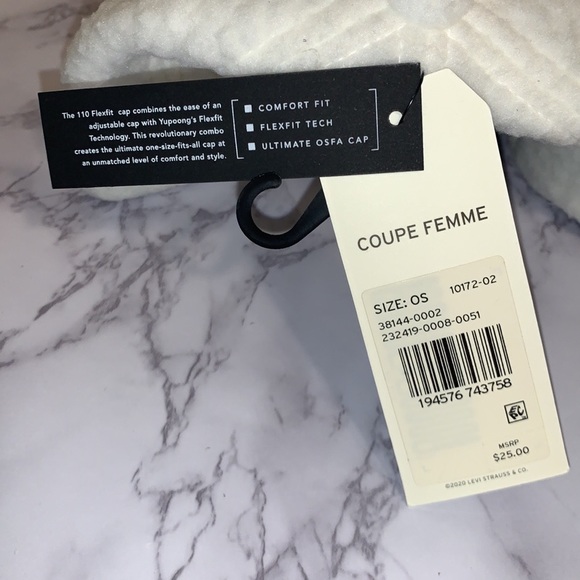 The 110 Flexfit cap combines the ease of an
adjustable cap with Yupoong's Flexfit
Technology. This revolutionary combo
creates the ultimate one-size-fits-all cap at
an unmatched level of comfort and style.
COMFORT FIT
FLEXFIT TECH
ULTIMATE OSFA CAP
COUPE FEMME
SIZE: OS 10172-02
38144-0002
232419-0008-0051
194576 743758
MSRP
$25.00
©2020 LEVI STRAUSS & CO.